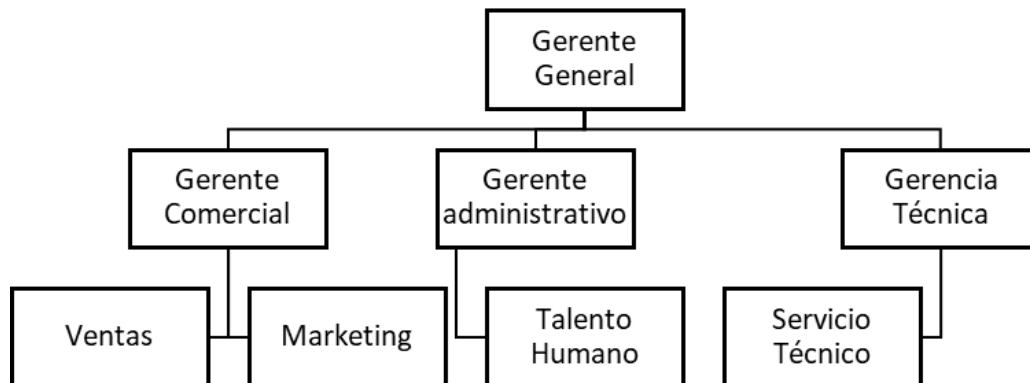 Gerente
General
Gerente
Comercial
Gerente
administrativo
Gerencia
Técnica
Ventas
Marketing
Talento
Humano
Servicio
Técnico